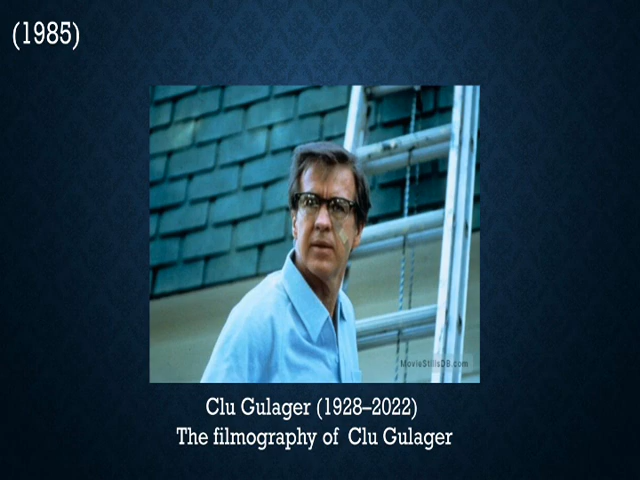 (1985)
MovieStillsDB.com
Clu Gulager (1928–2022)
The filmography of Clu Gulager